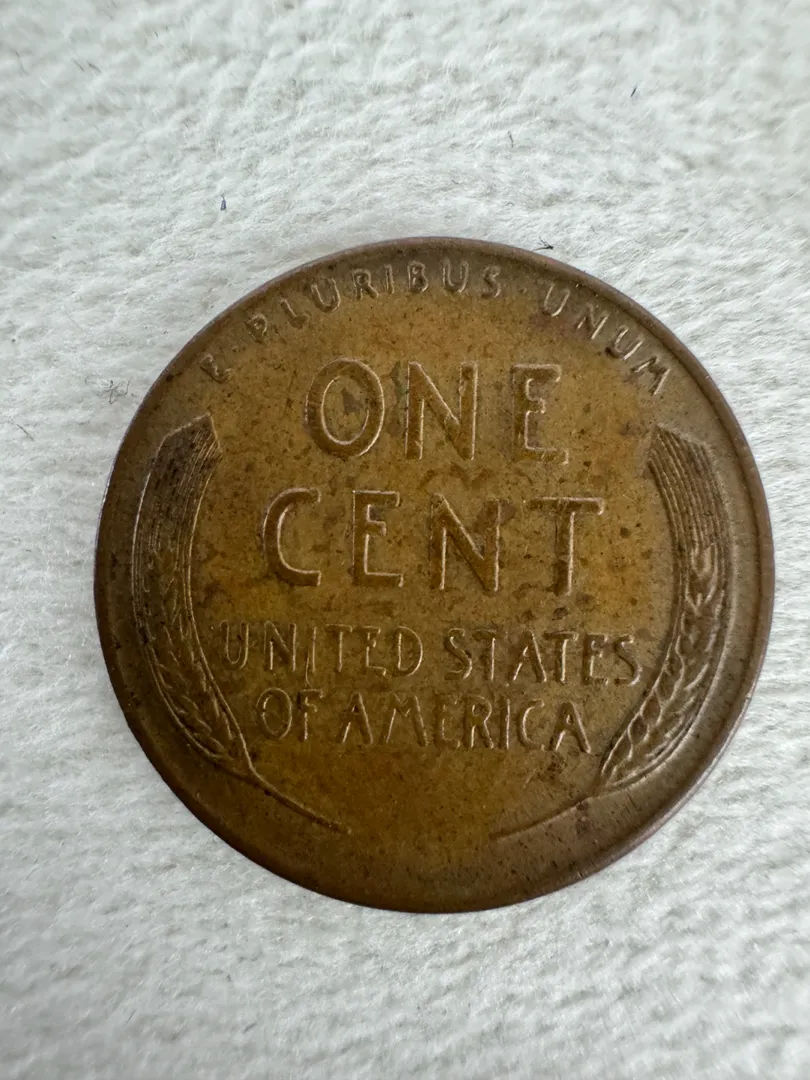 E PLURIBUS · UNUM
ONE
CENT
UNITED STATES
OF AMERICA